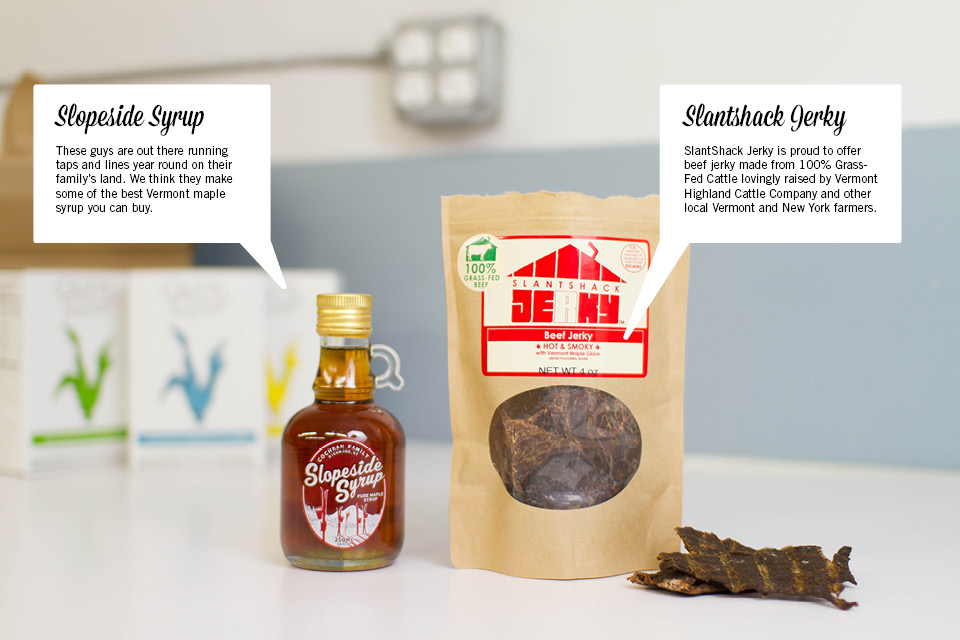 Slopeside Syrup
These guys are out there running
taps and lines year round on their
family's land. We think they make
some of the best Vermont maple
syrup you can buy.
Slantshack Jerky
SlantShack Jerky is proud to offer
beef jerky made from 100% Grass-
Fed Cattle lovingly raised by Vermont
Highland Cattle Company and other
local Vermont and New York farmers.
100%
GRASS-FED
BEEF
SLANTSHACK
JERKY
Beef Jerky
HOT & SMOKY
with Vermont Maple Glaze
NET WT 4 oz
COCHRAN FAMILY
Slopeside
Syrup
PURE MAPLE
SYRUP
250ML